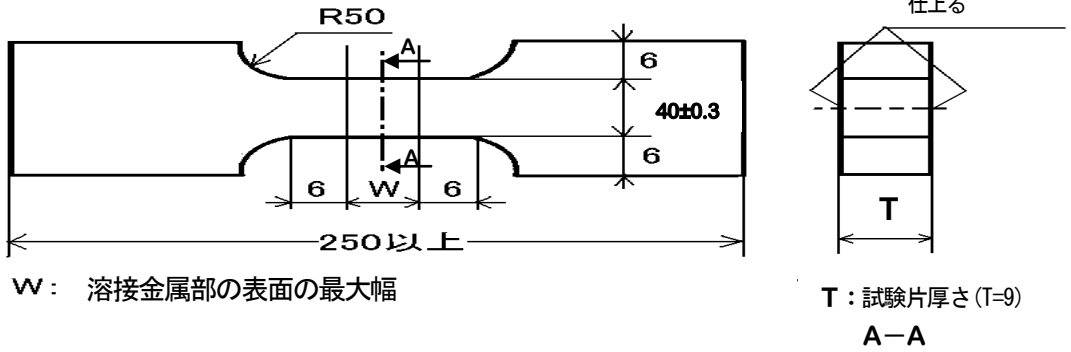 仕上る
R50
A
6
40±0.3
A
6
6 W 6
250以上
T
W: 溶接金属部の表面の最大幅
T：試験片厚さ(T=9)
A－A